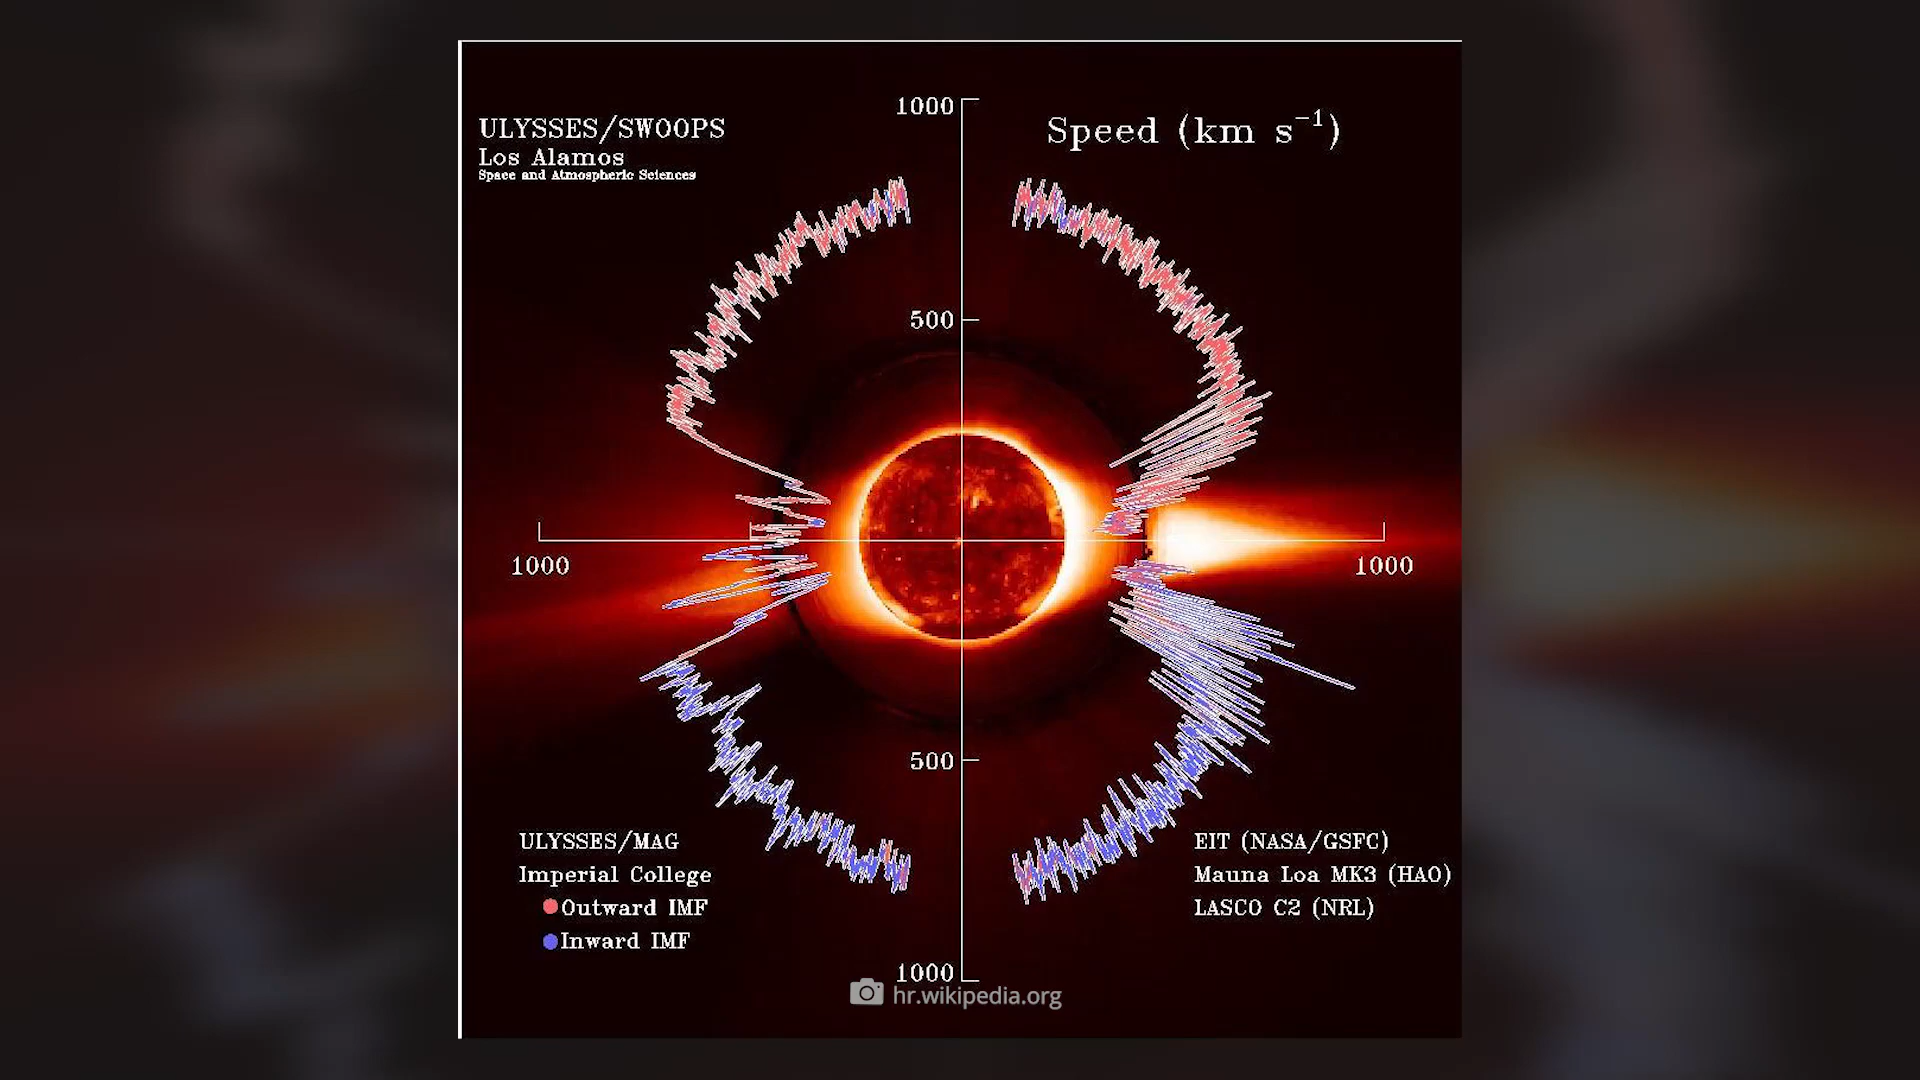 ULYSSES/SWOOPS
Los Alamos
Space and Atmospheric Sciences
Speed (km s⁻¹)
1000
500
1000
1000
500
1000
ULYSSES/MAG
Imperial College
Outward IMF
Inward IMF
EIT (NASA/GSFC)
Mauna Loa MK3 (HAO)
LASCO C2 (NRL)
hr.wikipedia.org